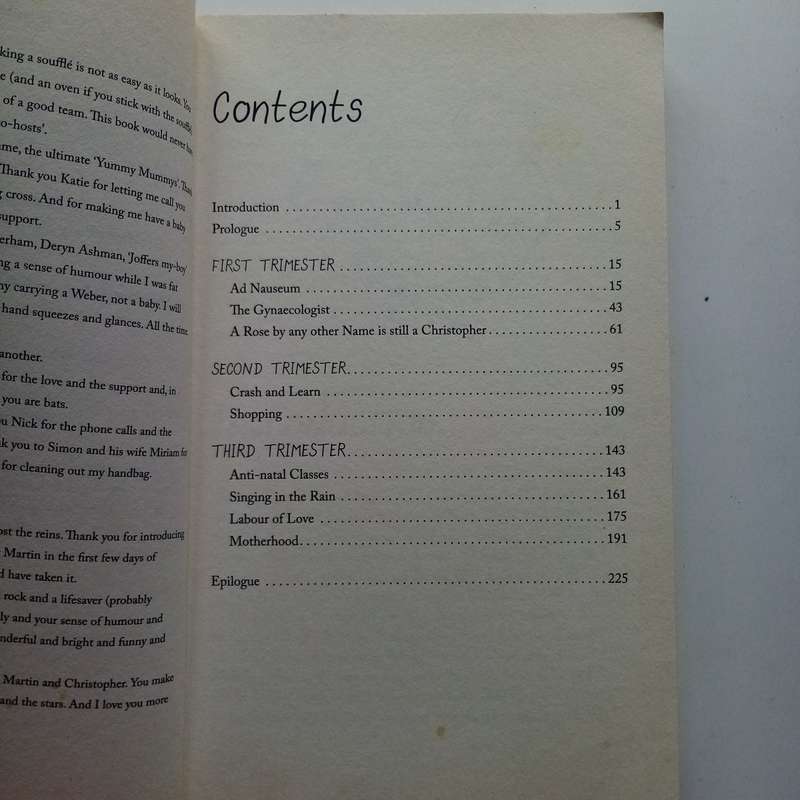 king a soufflé is not as easy as it looks. You
e (and an oven if you stick with the soufflé
of a good team. This book would never have
o-hosts'.
me, the ultimate 'Yummy Mummys'. Thank
Thank you Katie for letting me call you
g cross. And for making me have a baby
support.
erham, Deryn Ashman, 'Joffers my-boy'
ng a sense of humour while I was fat
ny carrying a Weber, not a baby. I will
hand squeezes and glances. All the time.
another.
for the love and the support and, in
you are bats.
u Nick for the phone calls and the
k you to Simon and his wife Miriam for
for cleaning out my handbag.
ost the reins. Thank you for introducing
Martin in the first few days of
d have taken it.
rock and a lifesaver (probably
ly and your sense of humour and
nderful and bright and funny and
Martin and Christopher. You make
and the stars. And I love you more
Contents
Introduction . . . . . . . . . . 1
Prologue . . . . . . . . . . 5
FIRST TRIMESTER . . . . . . . . . . 15
Ad Nauseum . . . . . . . . . . 15
The Gynaecologist . . . . . . . . . . 43
A Rose by any other Name is still a Christopher . . . . . . . . . . 61
SECOND TRIMESTER . . . . . . . . . . 95
Crash and Learn . . . . . . . . . . 95
Shopping . . . . . . . . . . 109
THIRD TRIMESTER . . . . . . . . . . 143
Anti-natal Classes . . . . . . . . . . 143
Singing in the Rain . . . . . . . . . . 161
Labour of Love . . . . . . . . . . 175
Motherhood . . . . . . . . . . 191
Epilogue . . . . . . . . . . 225